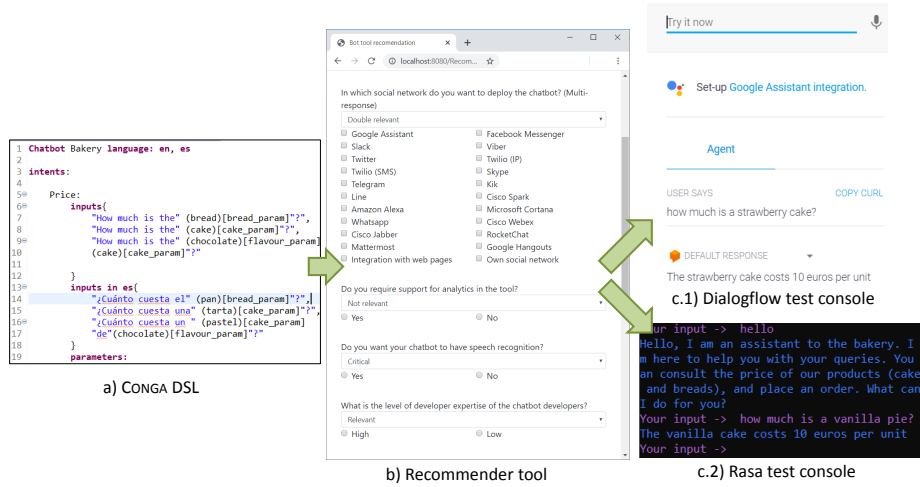 1 Chatbot Bakery language: en, es
2
3 intents:
4
5 Price:
6 inputs{
7 "How much is the" (bread)[bread_param]"?",
8 "How much is the" (cake)[cake_param]"?",
9 "How much is the" (chocolate)[flavour_param]
10 (cake)[cake_param]"?"
11
12 }
13 inputs in es{
14 "¿Cuánto cuesta el" (pan)[bread_param]"?",
15 "¿Cuánto cuesta una" (tarta)[cake_param]"?",
16 "¿Cuánto cuesta un " (pastel)[cake_param]
17 "de"(chocolate)[flavour_param]"?"
18 }
19 parameters:
a) CONGA DSL
Bot tool recomendation
localhost:8080/Recom...
In which social network do you want to deploy the chatbot? (Multi-
response)
Double relevant
Google Assistant Facebook Messenger
Slack Viber
Twitter Twilio (IP)
Twilio (SMS) Skype
Telegram Kik
Line Cisco Spark
Amazon Alexa Microsoft Cortana
Whatsapp Cisco Webex
Cisco Jabber RocketChat
Mattermost Google Hangouts
Integration with web pages Own social network
Do you require support for analytics in the tool?
Not relevant
Yes No
Do you want your chatbot to have speech recognition?
Critical
Yes No
What is the level of developer expertise of the chatbot developers?
Relevant
High Low
b) Recommender tool
Try it now
Set-up Google Assistant integration.
Agent
USER SAYS COPY CURL
how much is a strawberry cake?
DEFAULT RESPONSE
The strawberry cake costs 10 euros per unit
c.1) Dialogflow test console
Your input -> hello
Hello, I am an assistant to the bakery. I
m here to help you with your queries. You
an consult the price of our products (cake
and breads), and place an order. What can
I do for you?
Your input -> how much is a vanilla pie?
The vanilla cake costs 10 euros per unit
Your input ->
c.2) Rasa test console